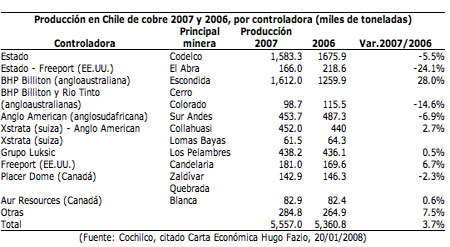 Producción en Chile de cobre 2007 y 2006, por controladora (miles de toneladas)
Principal Producción
Controladora minera 2007 2006 Var.2007/2006
Estado Codelco 1,583.3 1675.9 -5.5%
Estado - Freeport (EE.UU.) El Abra 166.0 218.6 -24.1%
BHP Billiton (angloaustraliana) Escondida 1,612.0 1259.9 28.0%
BHP Billiton y Rio Tinto Cerro
(angloaustralianas) Colorado 98.7 115.5 -14.6%
Anglo American (anglosudafricana) Sur Andes 453.7 487.3 -6.9%
Xstrata (suiza) - Anglo American Collahuasi 452.0 440 2.7%
Xstrata (suiza) Lomas Bayas 61.5 64.3
Grupo Luksic Los Pelambres 438.2 436.1 0.5%
Freeport (EE.UU.) Candelaria 181.0 169.6 6.7%
Placer Dome (Canadá) Zaldívar 142.9 146.3 -2.3%
Quebrada
Aur Resources (Canadá) Blanca 82.9 82.4 0.6%
Otras 284.8 264.9 7.5%
Total 5,557.0 5,360.8 3.7%
(Fuente: Cochilco, citado Carta Económica Hugo Fazio, 20/01/2008)